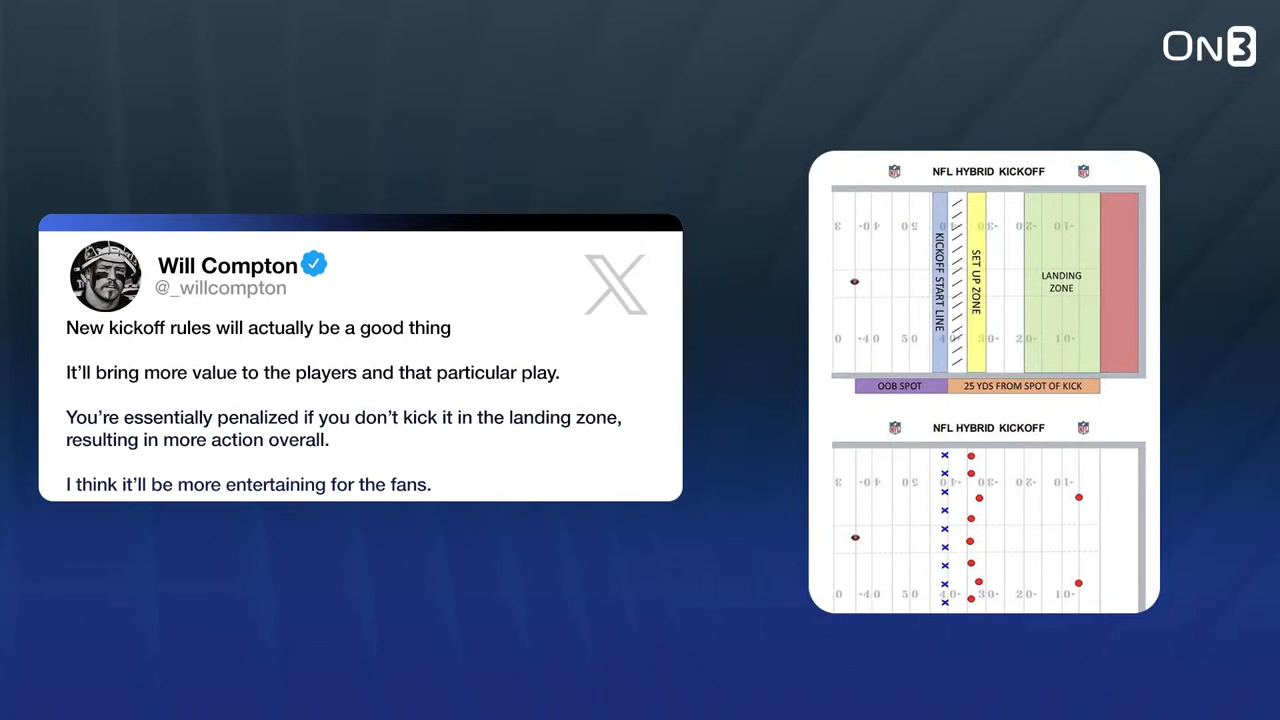 ON3
Will Compton
@_willcompton
New kickoff rules will actually be a good thing
It'll bring more value to the players and that particular play.
You're essentially penalized if you don't kick it in the landing zone,
resulting in more action overall.
I think it'll be more entertaining for the fans.
NFL HYBRID KICKOFF
KICKOFF START LINE
SET UP ZONE
LANDING
ZONE
OOB SPOT
25 YDS FROM SPOT OF KICK
NFL HYBRID KICKOFF